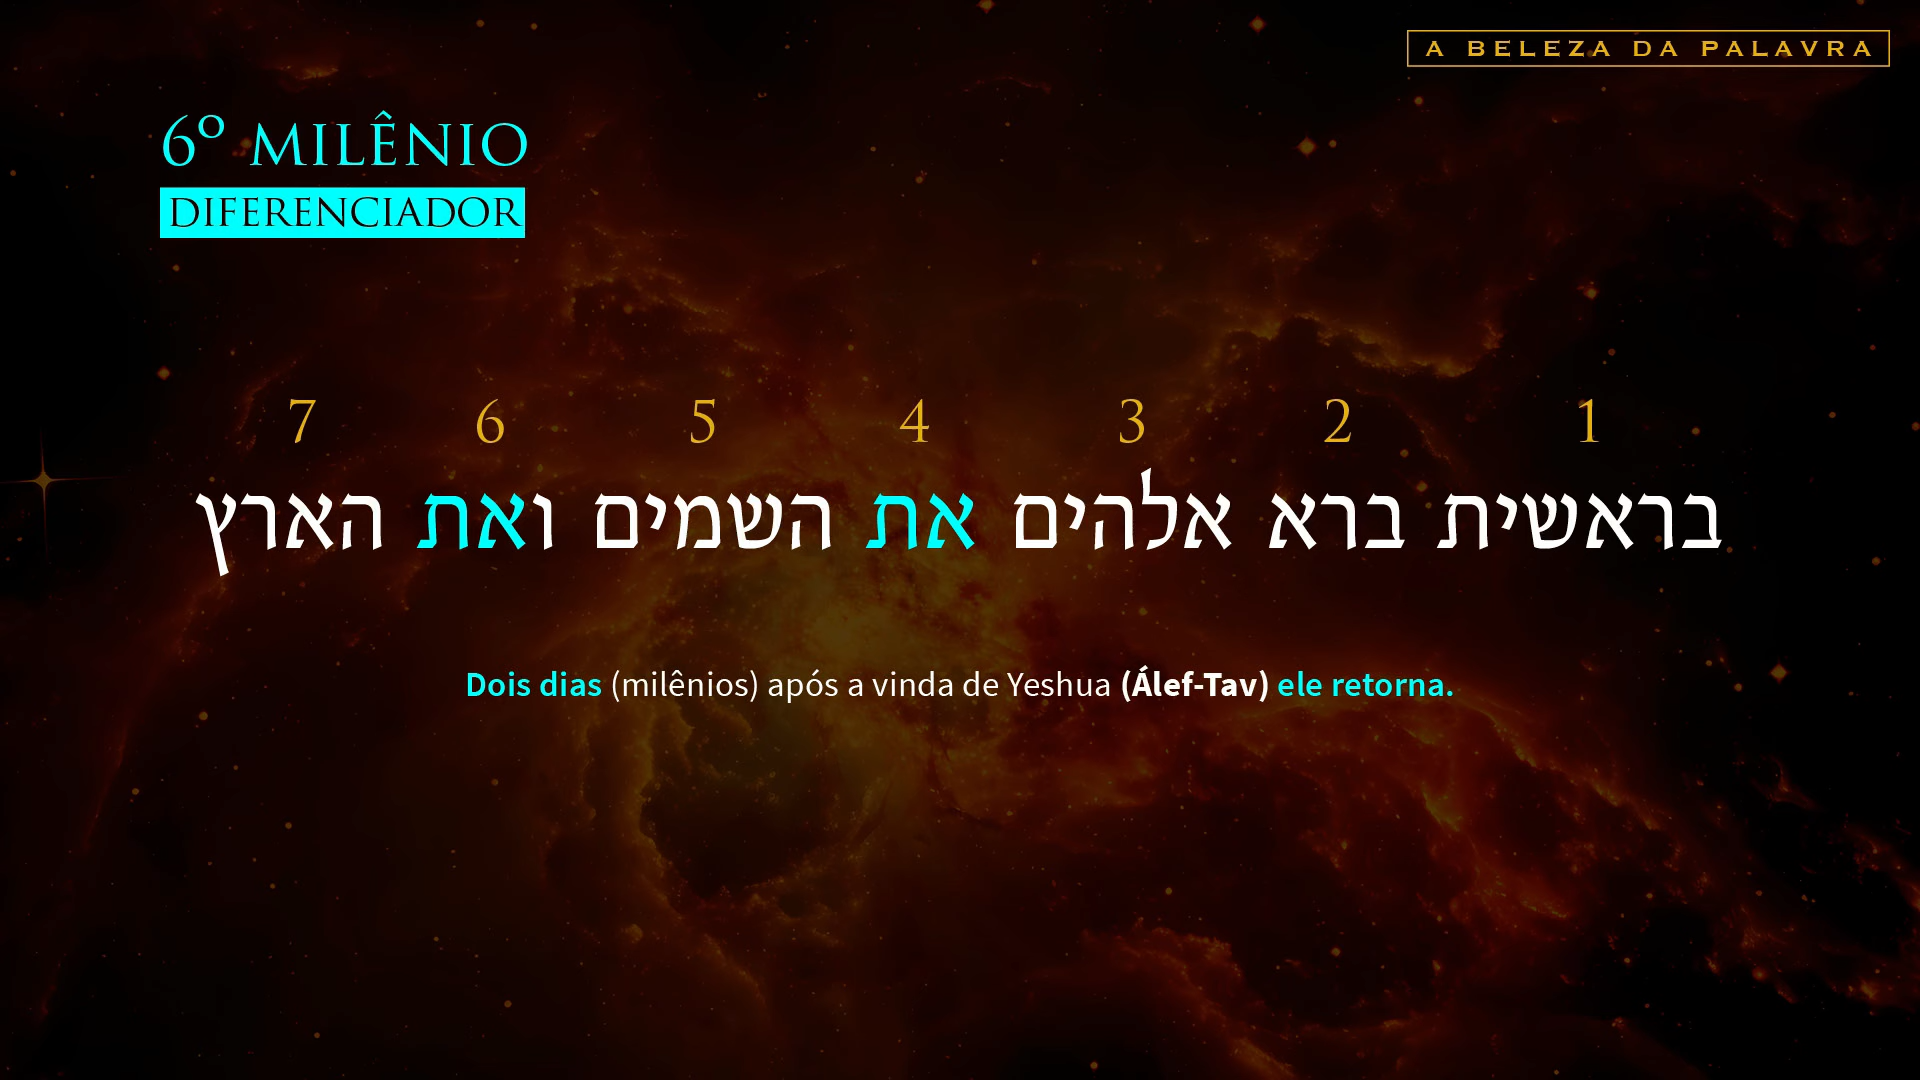 A BELEZA DA PALAVRA
6º MILÊNIO
DIFERENCIADOR
7 6 5 4 3 2 1
בראשית ברא אלהים את השמים ואת הארץ
Dois dias (milênios) após a vinda de Yeshua (Álef-Tav) ele retorna.